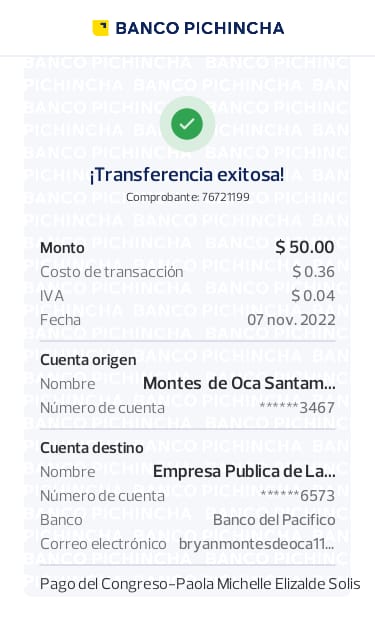 BANCO PICHINCHA
¡Transferencia exitosa!
Comprobante: 76721199
Monto $ 50.00
Costo de transacción $ 0.36
IVA $ 0.04
Fecha 07 nov. 2022
Cuenta origen
Nombre Montes de Oca Santam...
Número de cuenta ******3467
Cuenta destino
Nombre Empresa Publica de La...
Número de cuenta ******6573
Banco Banco del Pacifico
Correo electrónico bryanmontesdeoca11...
Pago del Congreso-Paola Michelle Elizalde Solis